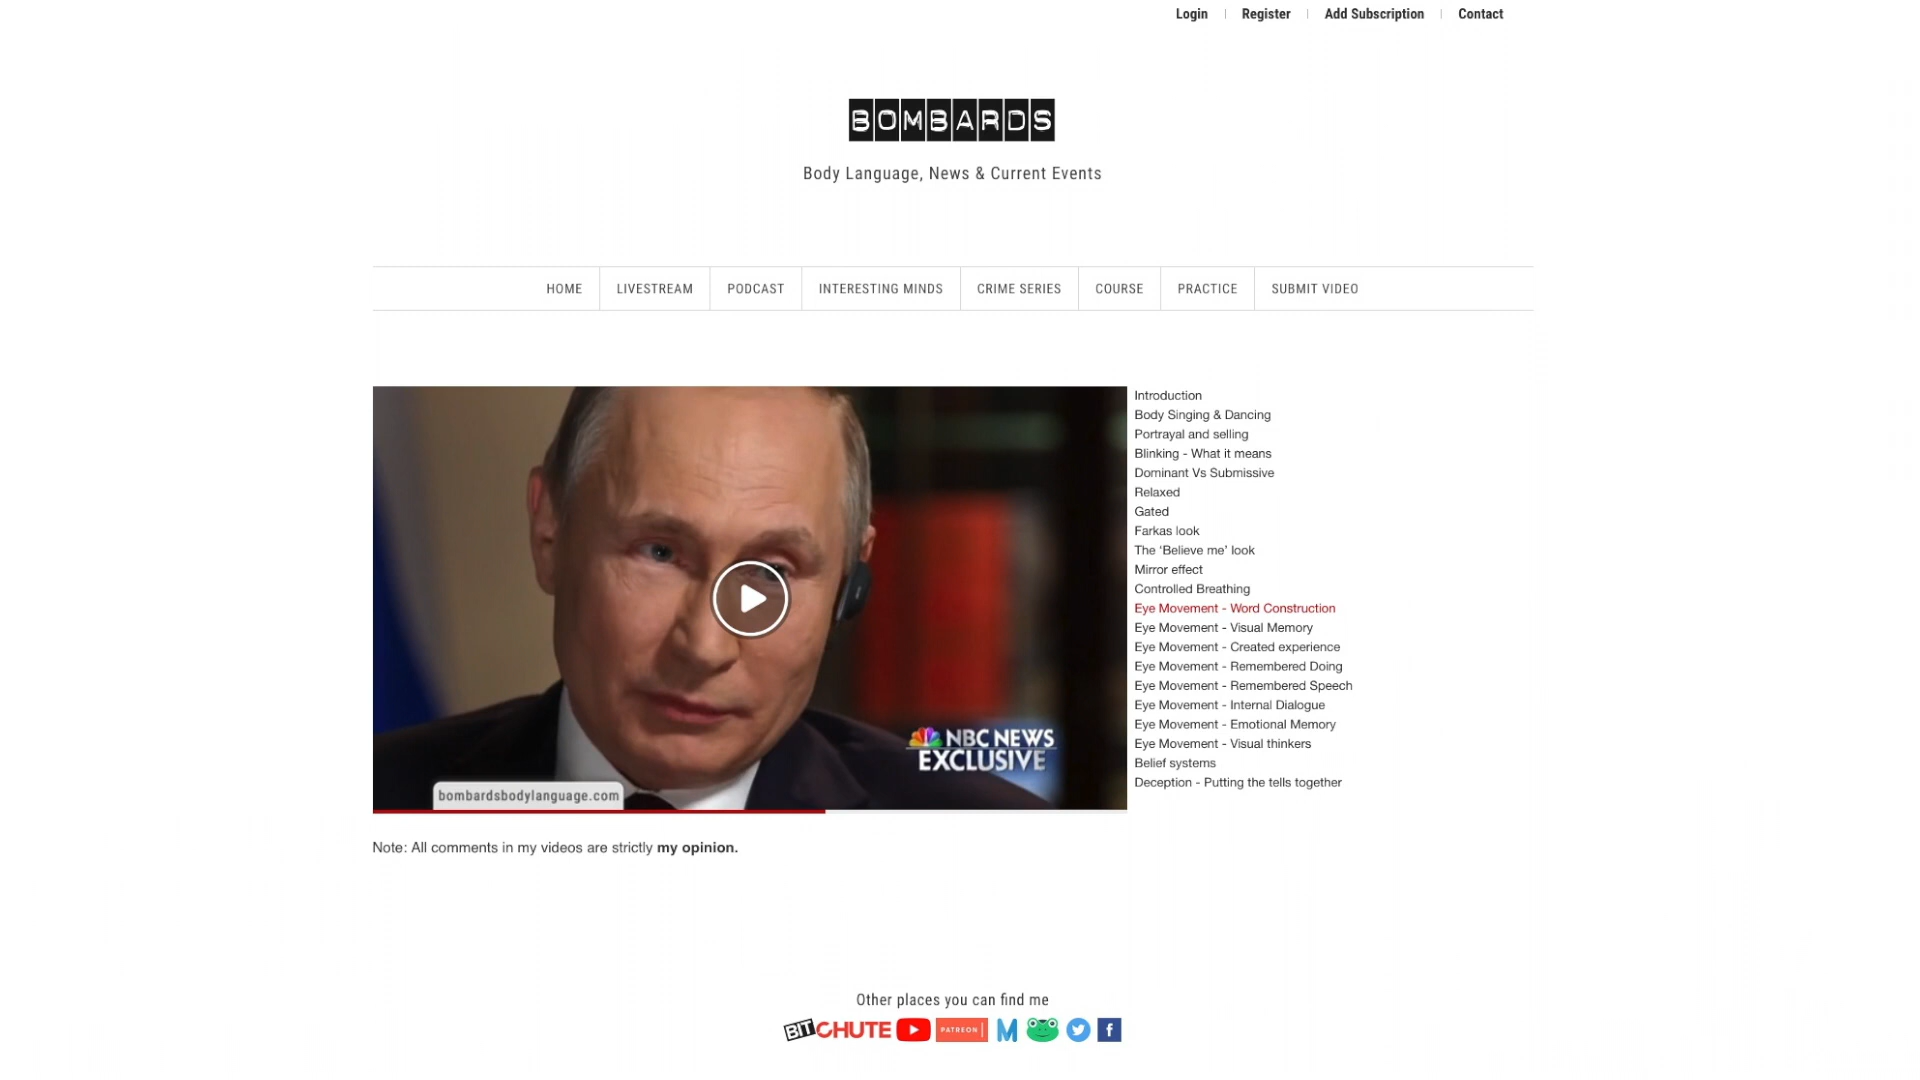 Login
Register
Add Subscription
Contact
BOMBARDS
Body Language, News & Current Events
HOME
LIVESTREAM
PODCAST
INTERESTING MINDS
CRIME SERIES
COURSE
PRACTICE
SUBMIT VIDEO
NBC NEWS
EXCLUSIVE
bombardsbodylanguage.com
Introduction
Body Singing & Dancing
Portrayal and selling
Blinking - What it means
Dominant Vs Submissive
Relaxed
Gated
Farkas look
The ‘Believe me’ look
Mirror effect
Controlled Breathing
Eye Movement - Word Construction
Eye Movement - Visual Memory
Eye Movement - Created experience
Eye Movement - Remembered Doing
Eye Movement - Remembered Speech
Eye Movement - Internal Dialogue
Eye Movement - Emotional Memory
Eye Movement - Visual thinkers
Belief systems
Deception - Putting the tells together
Note: All comments in my videos are strictly my opinion.
Other places you can find me
BITCHUTE
PATREON
M
f